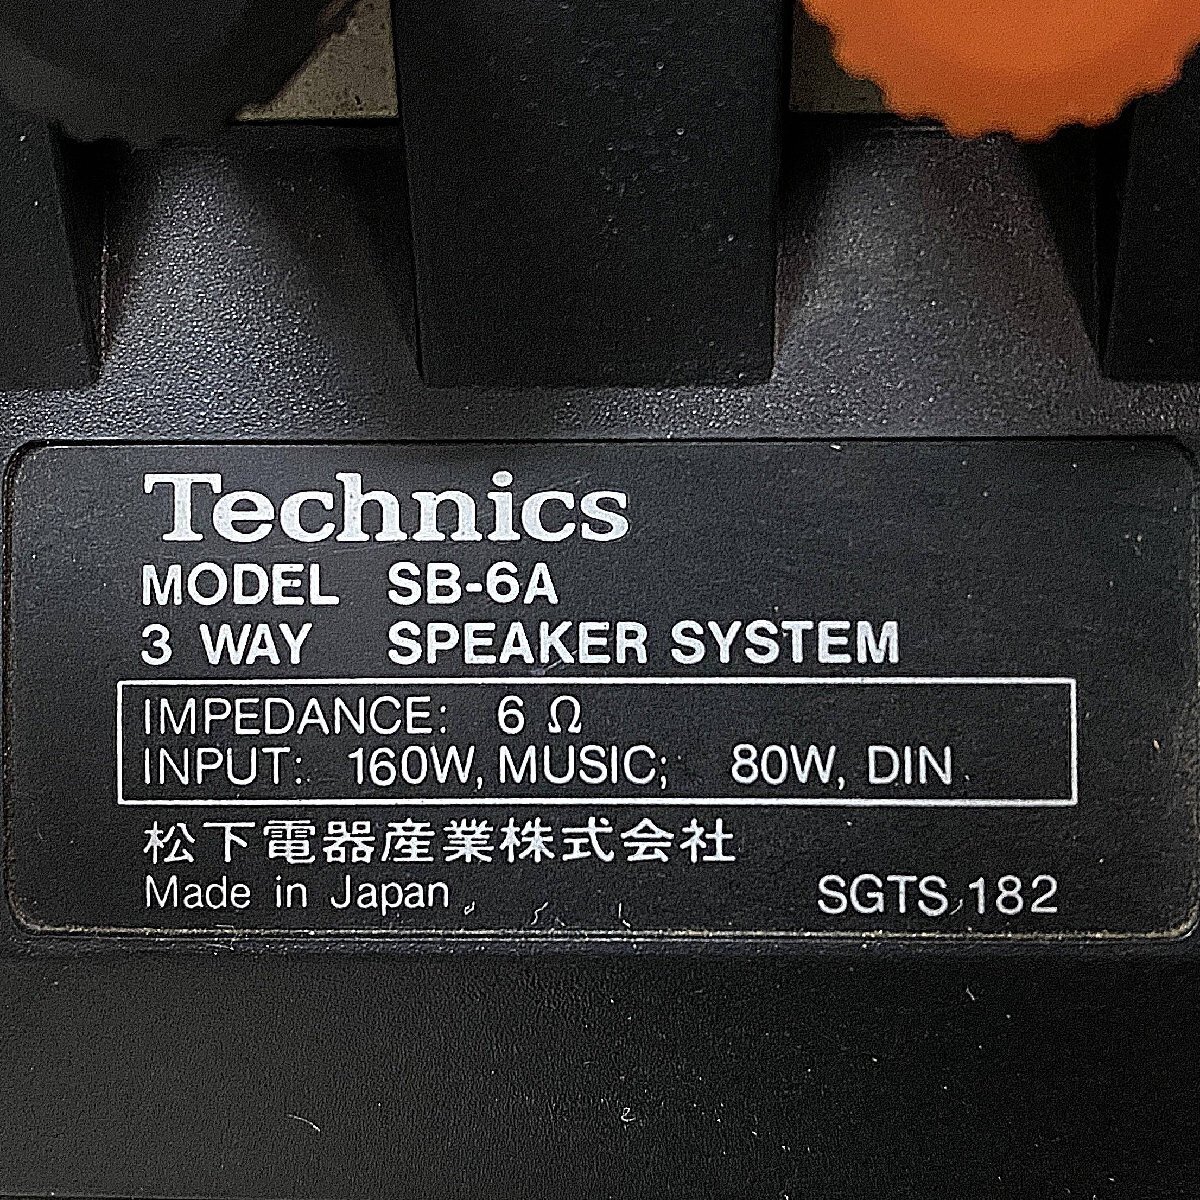 Technics
MODEL SB-6A
3 WAY SPEAKER SYSTEM
IMPEDANCE: 6 Ω
INPUT: 160W, MUSIC; 80W, DIN
松下電器産業株式会社
Made in Japan SGTS 182